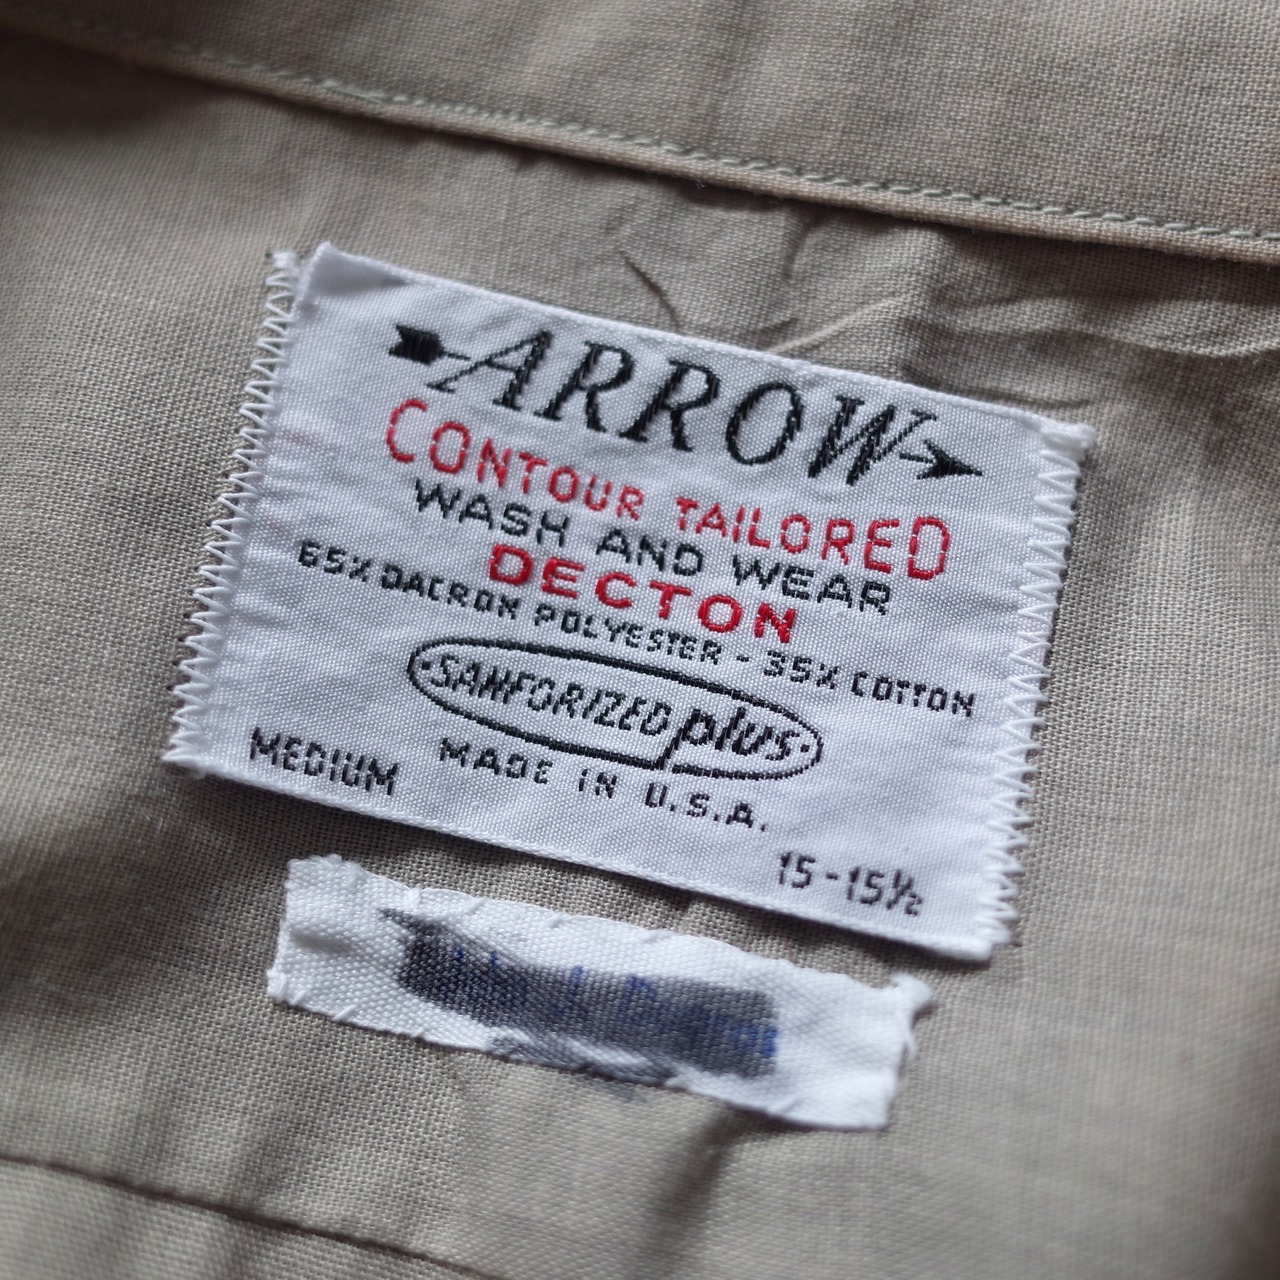 ARROW
CONTOUR TAILORED
WASH AND WEAR
DECTON
65% DACRON POLYESTER - 35% COTTON
SANFORIZED plus
MADE IN U.S.A.
MEDIUM
15-15½